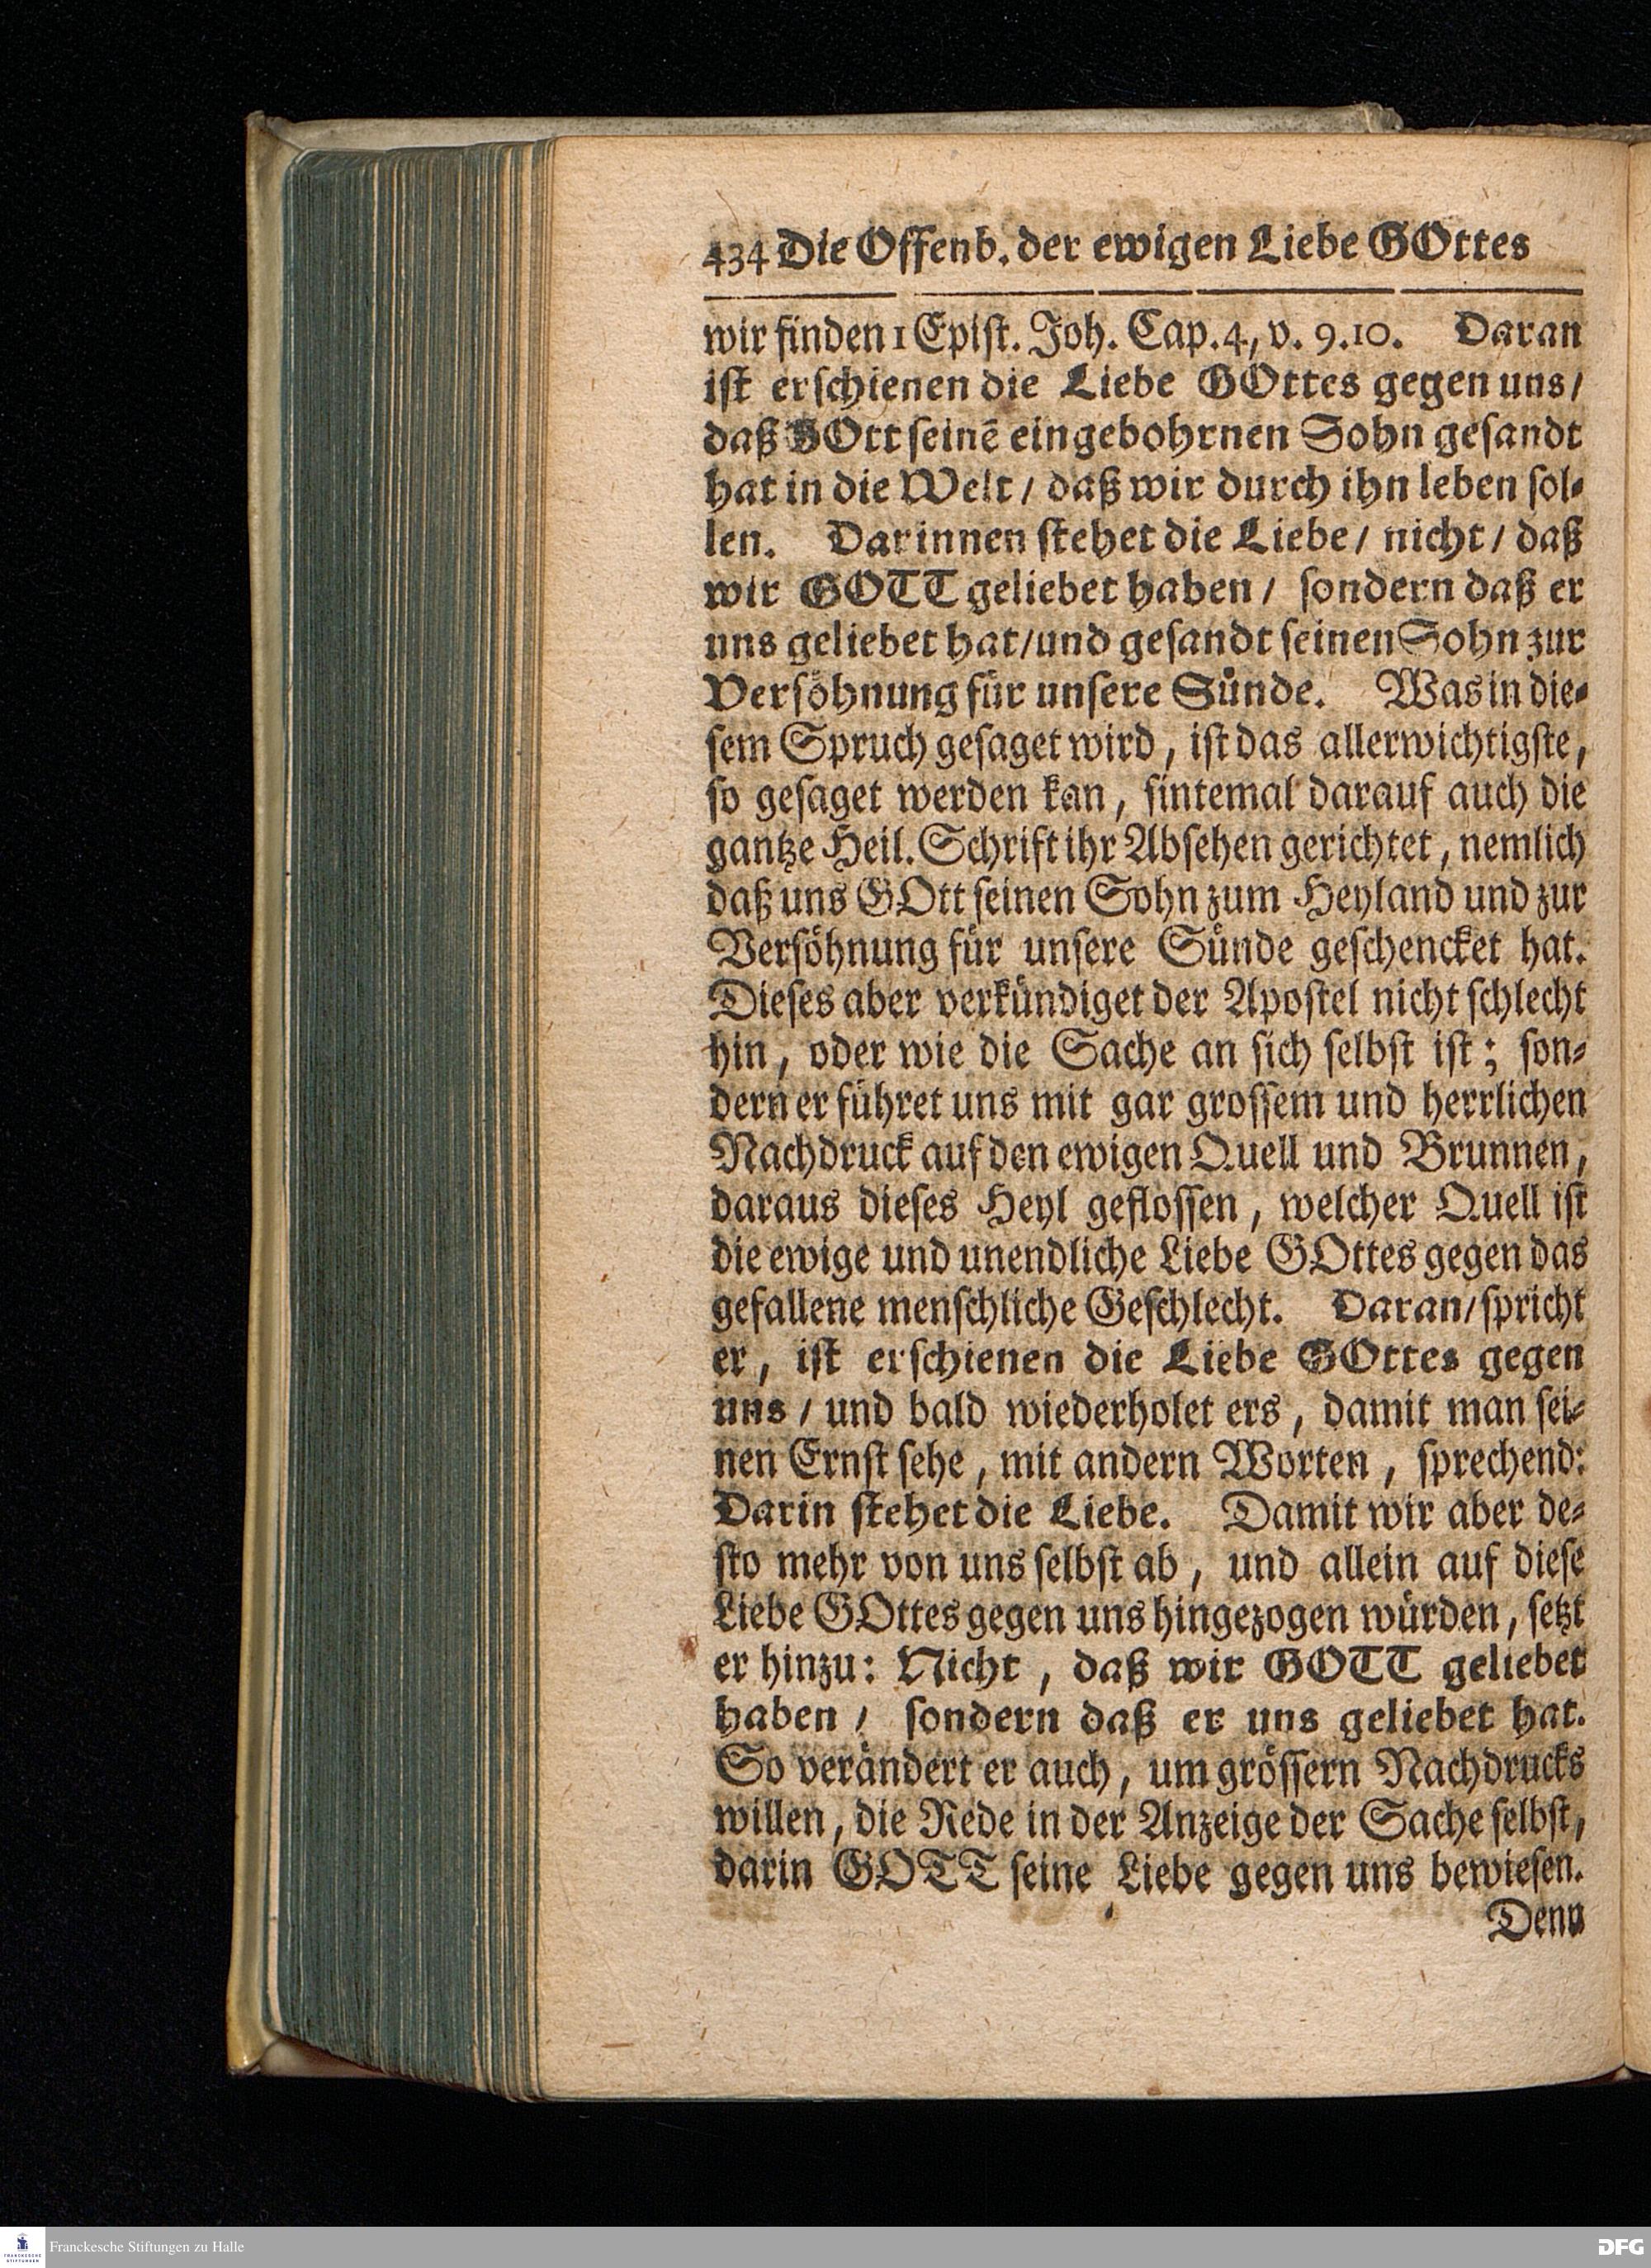 434 Die Offenb. der ewigen Liebe GOttes
wir finden 1 Epist. Joh. Cap. 4, v. 9. 10. Daran
ist erschienen die Liebe GOttes gegen uns/
daß GOtt seinē eingebohrnen Sohn gesandt
hat in die Welt / daß wir durch ihn leben sol-
len. Darinnen stehet die Liebe / nicht / daß
wir GOTT geliebet haben / sondern daß er
uns geliebet hat/und gesandt seinen Sohn zur
Versöhnung für unsere Sünde. Was in die-
sem Spruch gesaget wird, ist das allerwichtigste,
so gesaget werden kan, sintemal darauf auch die
gantze Heil. Schrift ihr Absehen gerichtet, nemlich
daß uns GOtt seinen Sohn zum Heyland und zur
Versöhnung für unsere Sünde geschencket hat.
Dieses aber verkündiget der Apostel nicht schlecht
hin, oder wie die Sache an sich selbst ist; son-
dern er führet uns mit gar grossem und herrlichen
Nachdruck auf den ewigen Quell und Brunnen,
daraus dieses Heyl geflossen, welcher Quell ist
die ewige und unendliche Liebe GOttes gegen das
gefallene menschliche Geschlecht. Daran/ spricht
er, ist erschienen die Liebe GOttes gegen
uns / und bald wiederholet ers, damit man sei-
nen Ernst sehe, mit andern Worten, sprechend:
Darin stehet die Liebe. Damit wir aber de-
sto mehr von uns selbst ab, und allein auf diese
Liebe GOttes gegen uns hingezogen würden, setzt
er hinzu: Nicht, daß wir GOTT geliebet
haben / sondern daß er uns geliebet hat.
So verändert er auch, um grössern Nachdrucks
willen, die Rede in der Anzeige der Sache selbst,
darin GOTT seine Liebe gegen uns bewiesen.
Denn
FRANCKESCHE STIFTUNGEN
Franckesche Stiftungen zu Halle
DFG